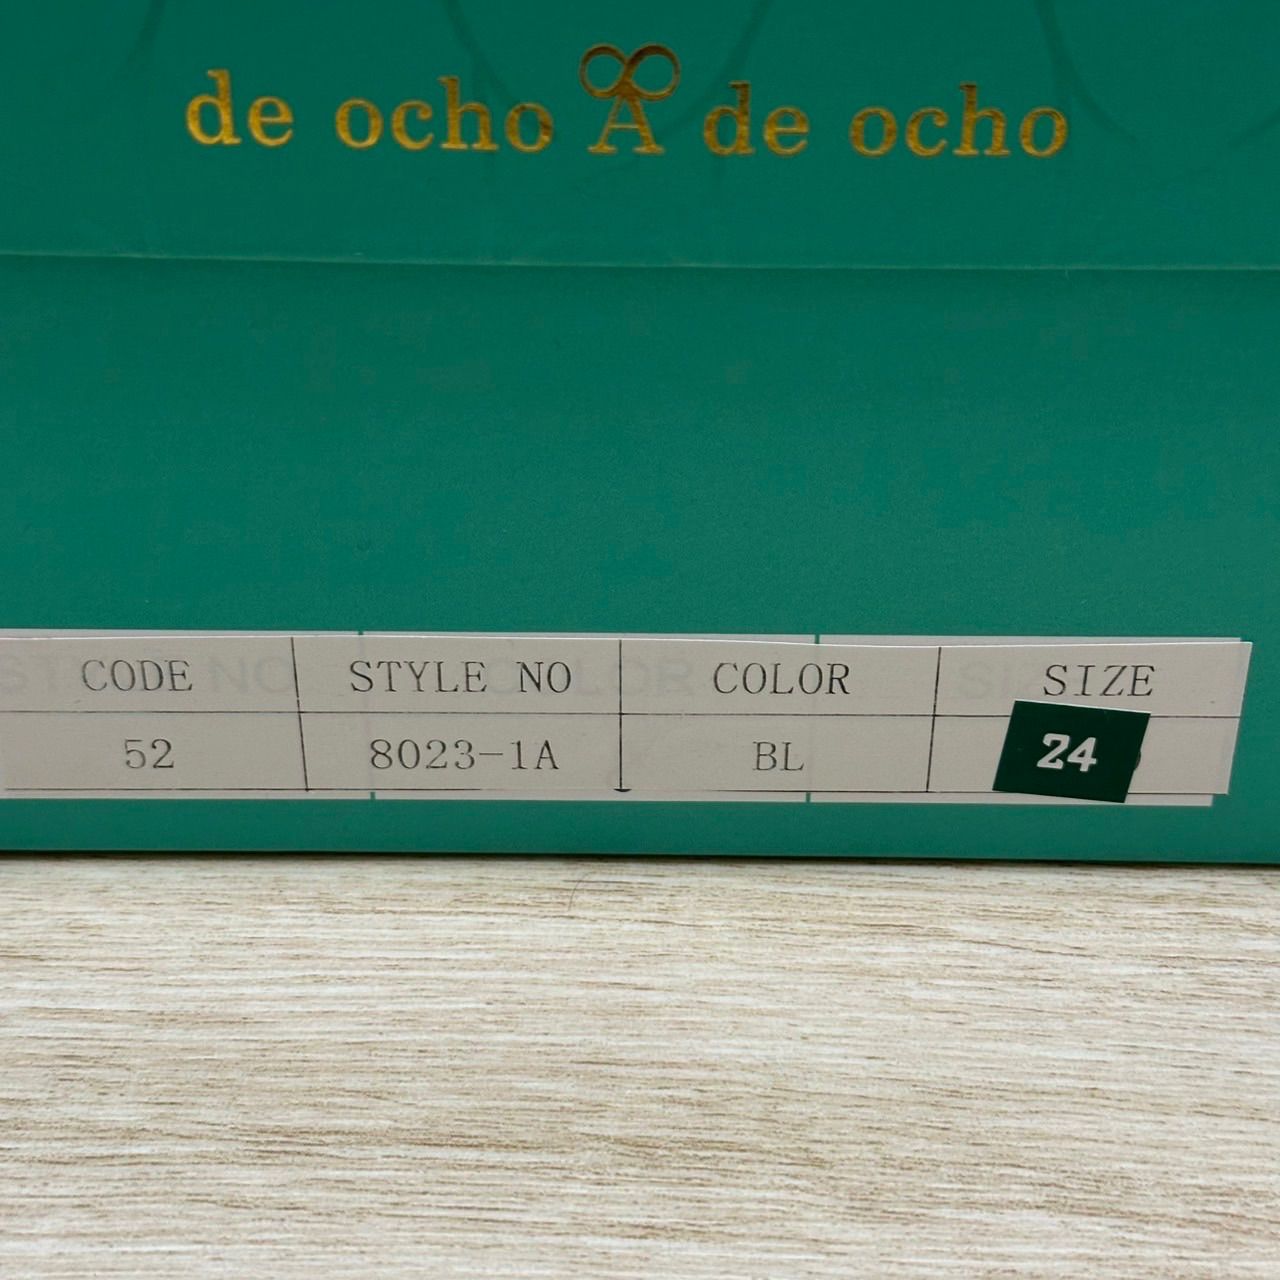 de ocho A de ocho
CODE STYLE NO COLOR SIZE
52 8023-1A BL 24